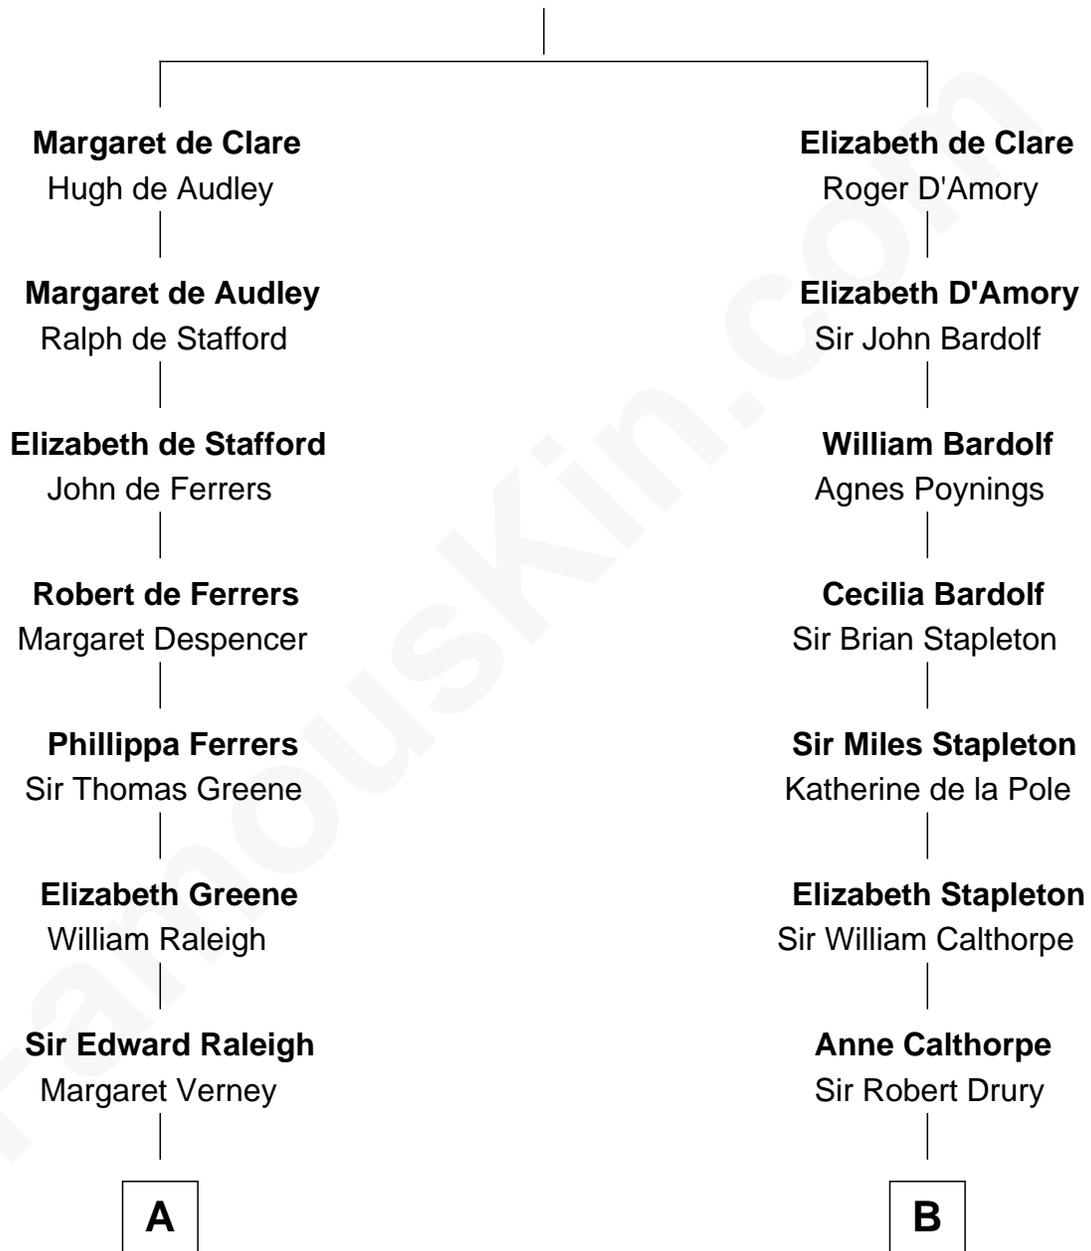 Margaret de Clare
Hugh de Audley
Margaret de Audley
Ralph de Stafford
Elizabeth de Stafford
John de Ferrers
Robert de Ferrers
Margaret Despencer
Phillippa Ferrers
Sir Thomas Greene
Elizabeth Greene
William Raleigh
Sir Edward Raleigh
Margaret Verney
A
Elizabeth de Clare
Roger D'Amory
Elizabeth D'Amory
Sir John Bardolf
William Bardolf
Agnes Poynings
Cecilia Bardolf
Sir Brian Stapleton
Sir Miles Stapleton
Katherine de la Pole
Elizabeth Stapleton
Sir William Calthorpe
Anne Calthorpe
Sir Robert Drury
B
FamousKin.com